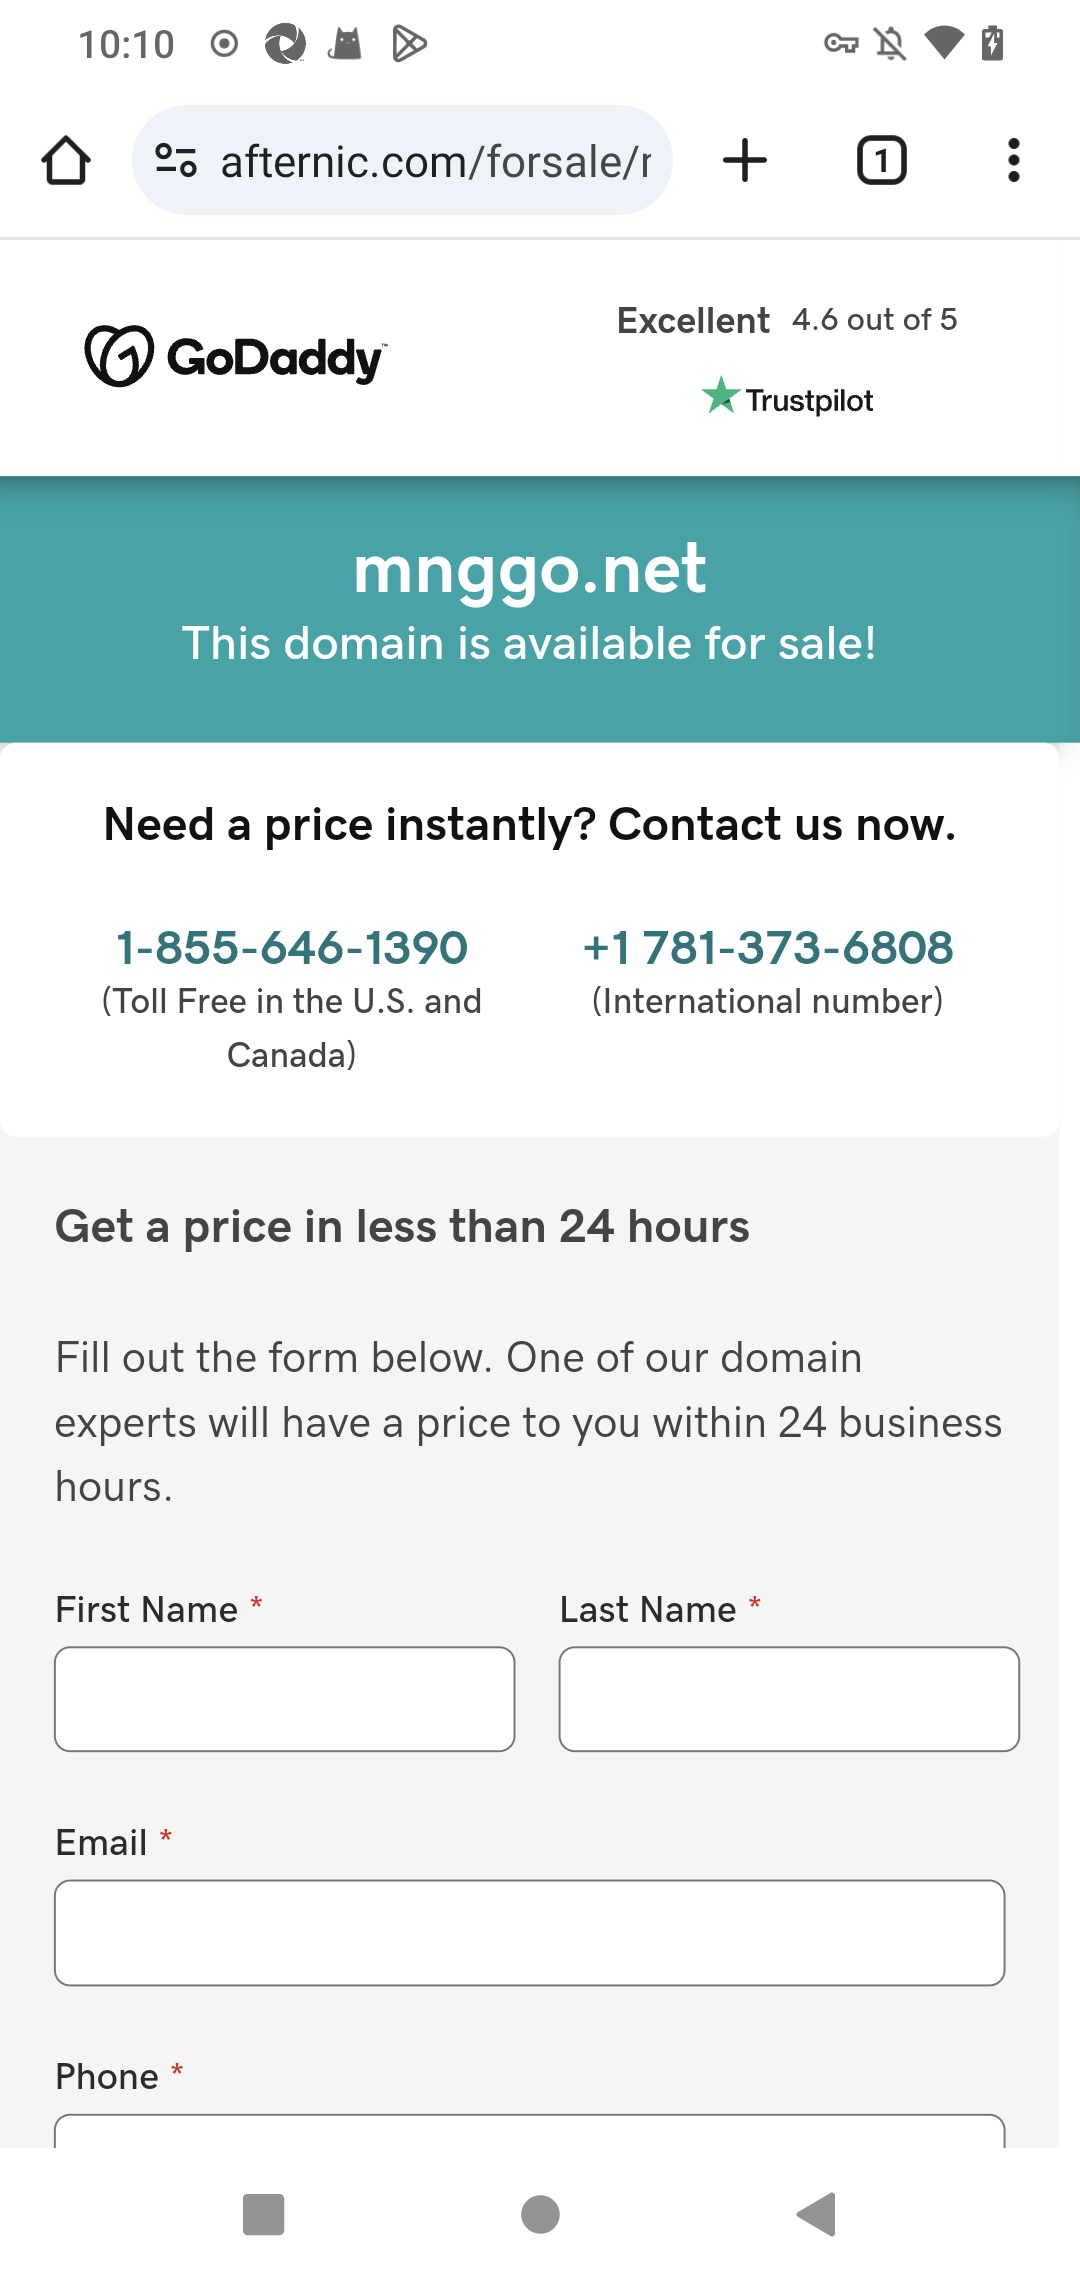 10:10
afternic.com/forsale/r
1
GoDaddy™
Excellent 4.6 out of 5
Trustpilot
mnggo.net
This domain is available for sale!
Need a price instantly? Contact us now.
1-855-646-1390
(Toll Free in the U.S. and
Canada)
+1 781-373-6808
(International number)
Get a price in less than 24 hours
Fill out the form below. One of our domain
experts will have a price to you within 24 business
hours.
First Name *
Last Name *
Email *
Phone *